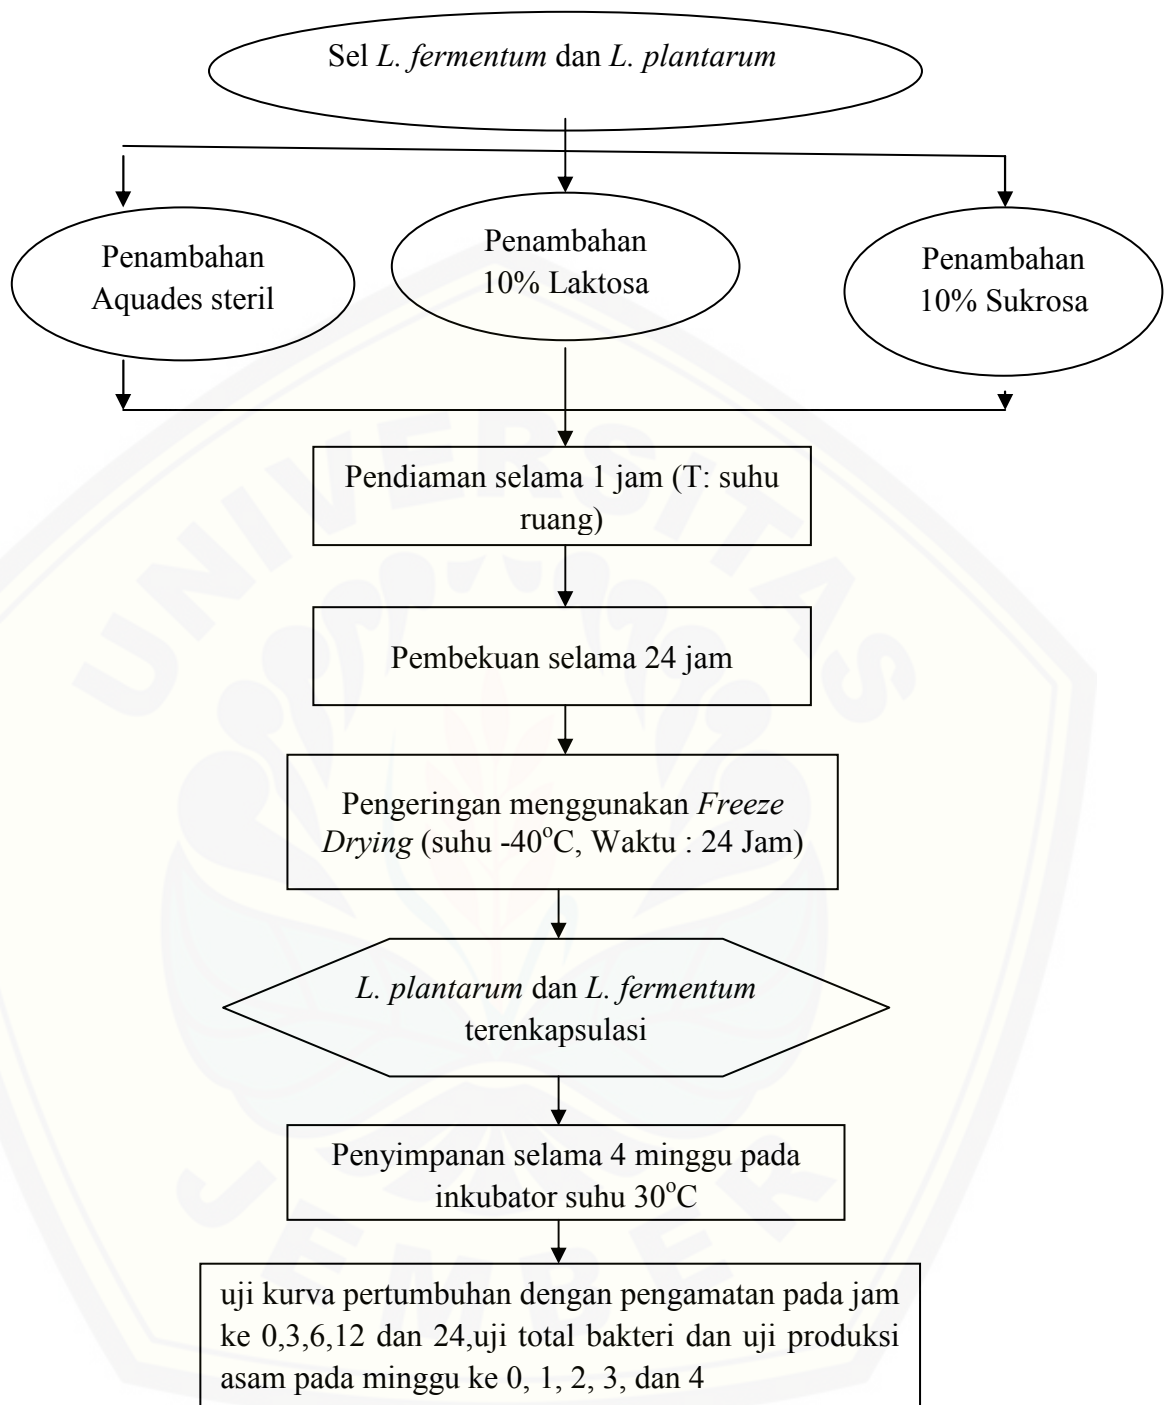 Sel L. fermentum dan L. plantarum
Penambahan
Aquades steril
Penambahan
10% Laktosa
Penambahan
10% Sukrosa
Pendiaman selama 1 jam (T: suhu
ruang)
Pembekuan selama 24 jam
Pengeringan menggunakan Freeze
Drying (suhu -40°C, Waktu : 24 Jam)
L. plantarum dan L. fermentum
terenkapsulasi
Penyimpanan selama 4 minggu pada
inkubator suhu 30°C
uji kurva pertumbuhan dengan pengamatan pada jam
ke 0,3,6,12 dan 24,uji total bakteri dan uji produksi
asam pada minggu ke 0, 1, 2, 3, dan 4
UNIVERSITAS
JEMBER